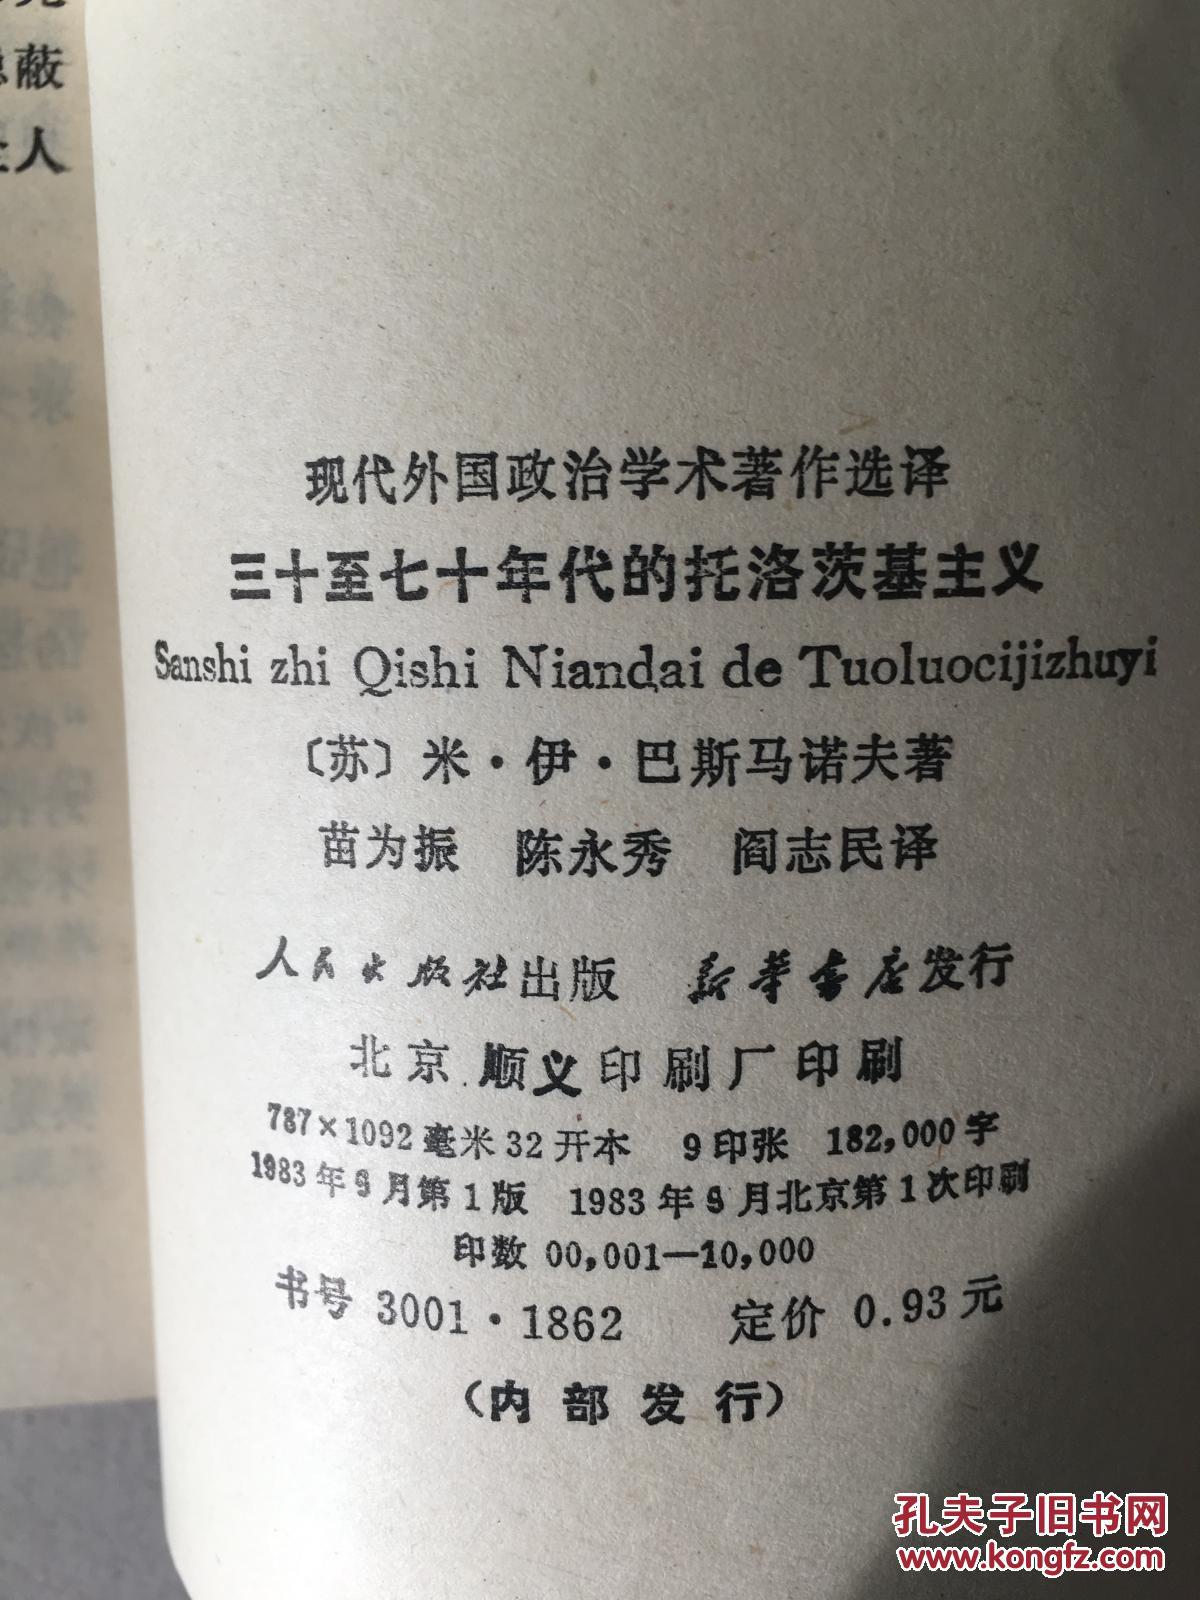 蔽
人
现代外国政治学术著作选译
三十至七十年代的托洛茨基主义
Sanshi zhi Qishi Niandai de Tuoluocijizhuyi
〔苏〕米·伊·巴斯马诺夫著
苗为振 陈永秀 阎志民译
人民出版社出版 新华书店发行
北京顺义印刷厂印刷
787×1092毫米32开本 9印张 182,000字
1983年9月第1版 1983年9月北京第1次印刷
印数 00,001—10,000
书号 3001·1862 定价 0.93元
（内部发行）
孔夫子旧书网
www.kongfz.com